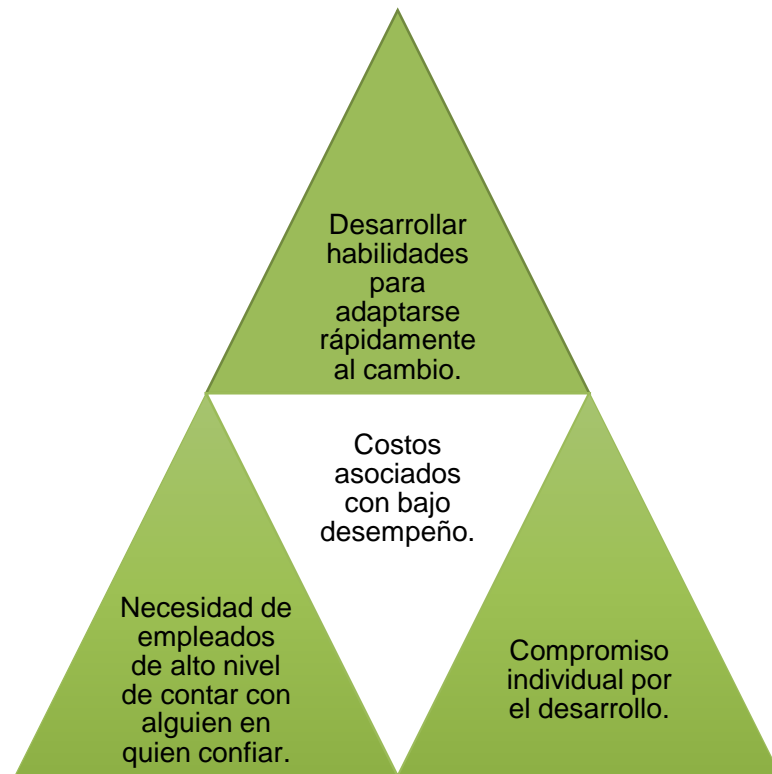 Desarrollar
habilidades
para
adaptarse
rápidamente
al cambio.
Costos
asociados
con bajo
desempeño.
Necesidad de
empleados
de alto nivel
de contar con
alguien en
quien confiar.
Compromiso
individual por
el desarrollo.